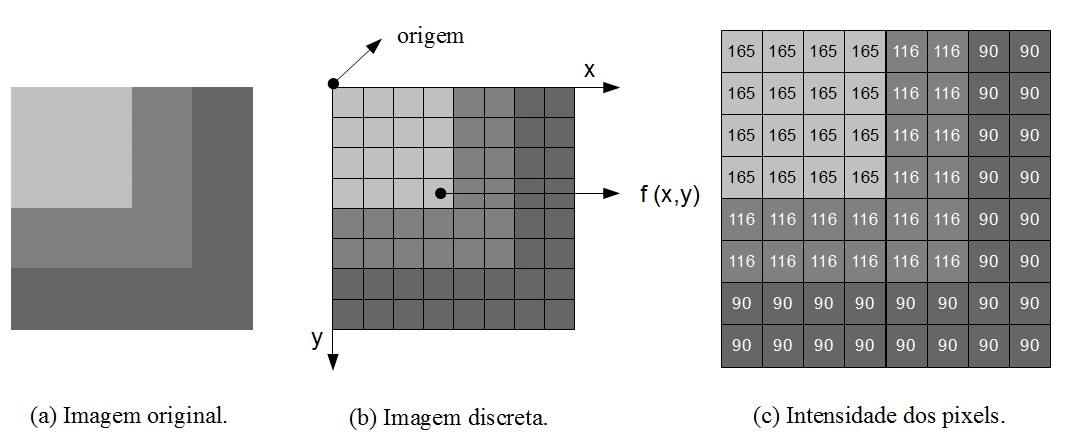 origem
x
f (x,y)
y
165 165 165 165 116 116 90 90
165 165 165 165 116 116 90 90
165 165 165 165 116 116 90 90
165 165 165 165 116 116 90 90
116 116 116 116 116 116 90 90
116 116 116 116 116 116 90 90
90 90 90 90 90 90 90 90
90 90 90 90 90 90 90 90
(a) Imagem original.
(b) Imagem discreta.
(c) Intensidade dos pixels.